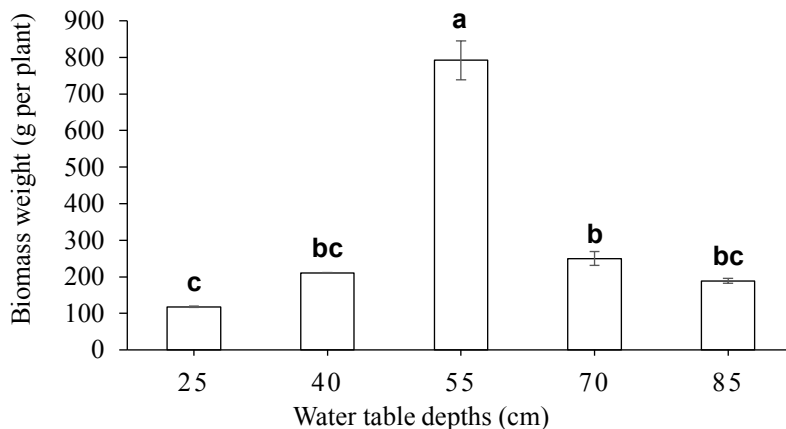 Biomass weight (g per plant)
900
800
700
600
500
400
300
200
100
0
c
bc
a
b
bc
25 40 55 70 85
Water table depths (cm)